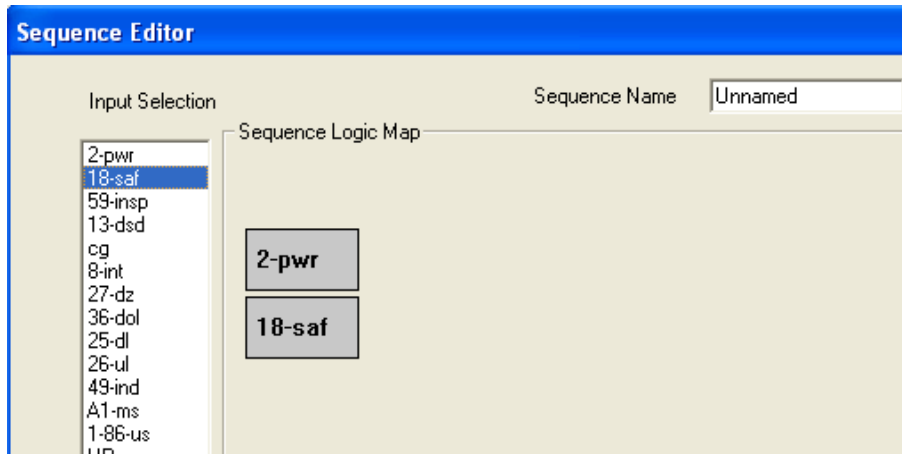 Sequence Editor
Input Selection
Sequence Name
Unnamed
Sequence Logic Map
2-pwr
18-saf
59-insp
13-dsd
cg
8-int
27-dz
36-dol
25-dl
26-ul
49-ind
A1-ms
1-86-us
2-pwr
18-saf